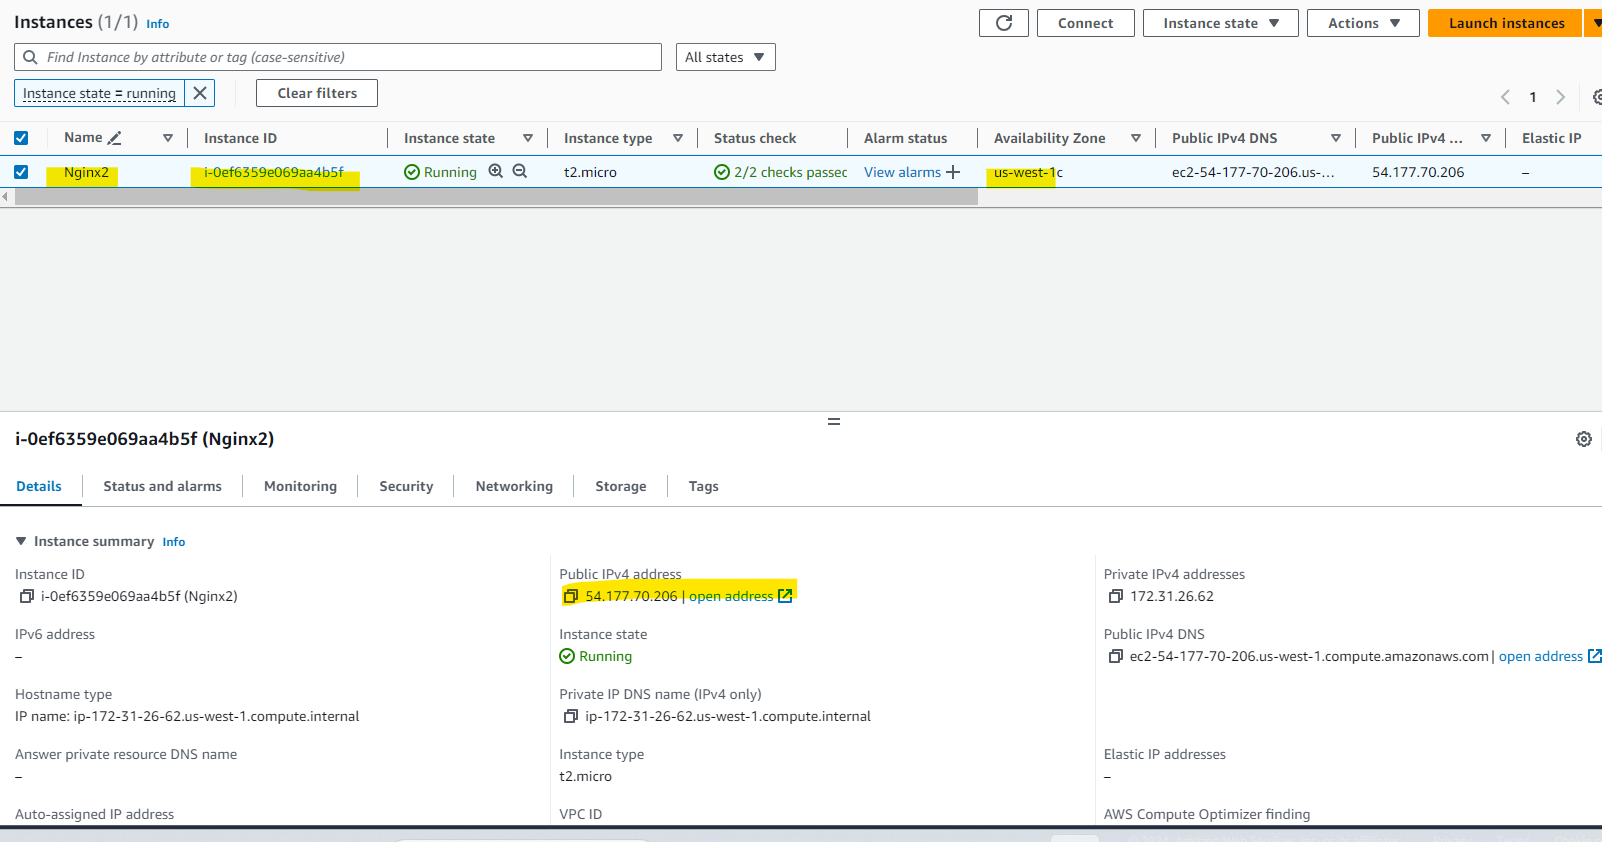 Instances (1/1) Info
Connect Instance state Actions Launch instances
Find Instance by attribute or tag (case-sensitive) All states
Instance state = running Clear filters
1
Name Instance ID Instance state Instance type Status check Alarm status Availability Zone Public IPv4 DNS Public IPv4 ... Elastic IP
Nginx2 i-0ef6359e069aa4b5f Running t2.micro 2/2 checks passec View alarms + us-west-1c ec2-54-177-70-206.us-... 54.177.70.206 –
i-0ef6359e069aa4b5f (Nginx2)
Details Status and alarms Monitoring Security Networking Storage Tags
Instance summary Info
Instance ID Public IPv4 address Private IPv4 addresses
i-0ef6359e069aa4b5f (Nginx2) 54.177.70.206 | open address 172.31.26.62
IPv6 address Instance state Public IPv4 DNS
– Running ec2-54-177-70-206.us-west-1.compute.amazonaws.com | open address
Hostname type Private IP DNS name (IPv4 only)
IP name: ip-172-31-26-62.us-west-1.compute.internal ip-172-31-26-62.us-west-1.compute.internal
Answer private resource DNS name Instance type Elastic IP addresses
– t2.micro –
Auto-assigned IP address VPC ID AWS Compute Optimizer finding